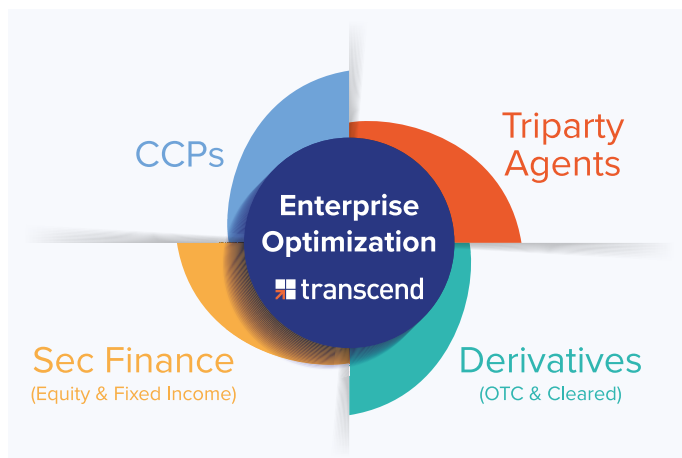 CCPs
Triparty
Agents
Enterprise
Optimization
transcend
Sec Finance
(Equity & Fixed Income)
Derivatives
(OTC & Cleared)